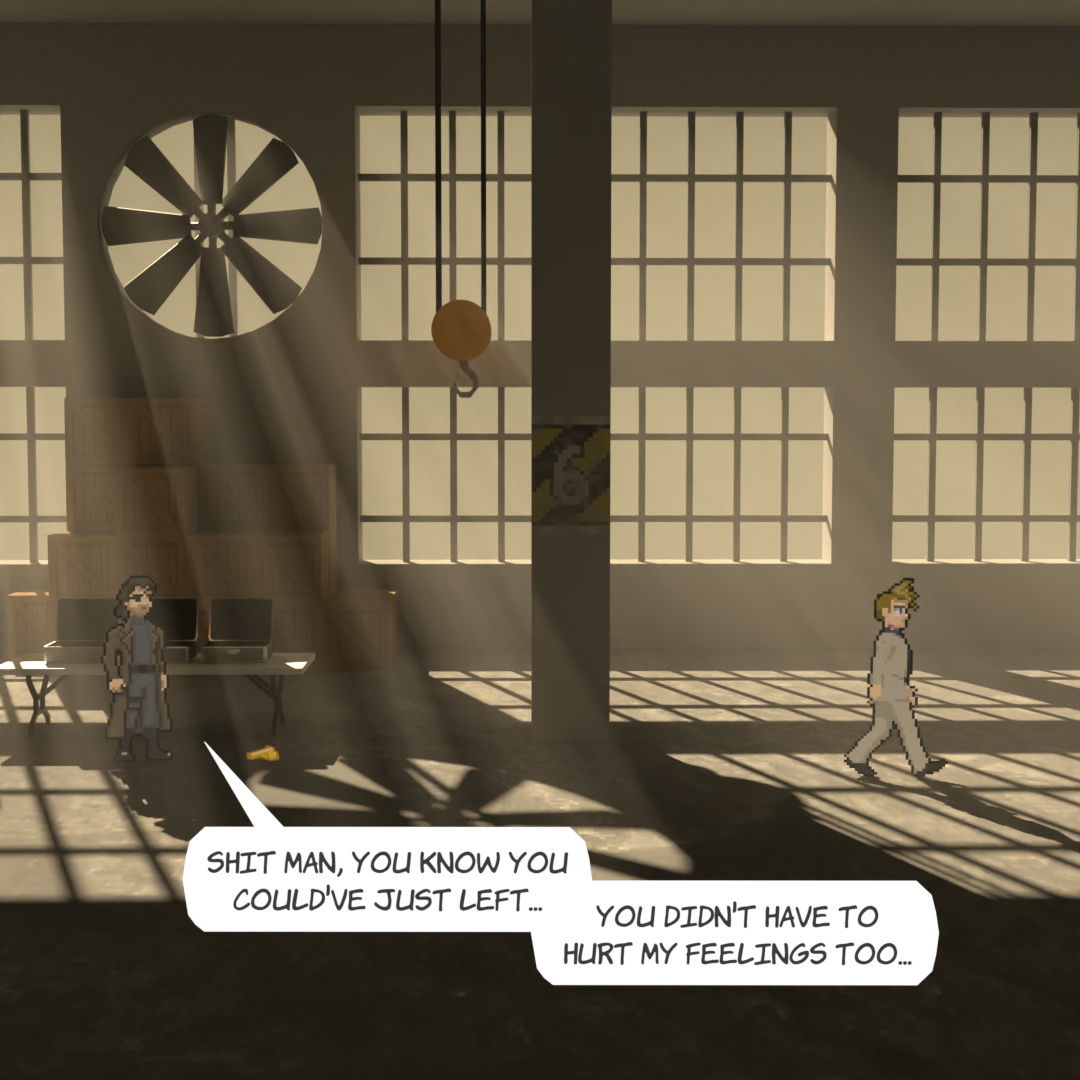 6
SHIT MAN, YOU KNOW YOU
COULD'VE JUST LEFT...
YOU DIDN'T HAVE TO
HURT MY FEELINGS TOO...